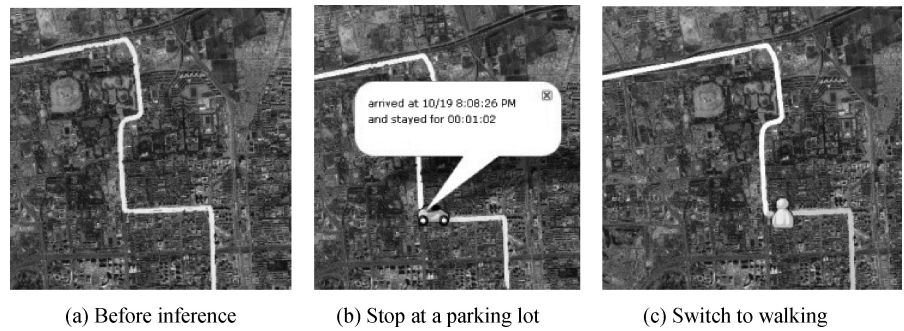 arrived at 10/19 8:08:26 PM
and stayed for 00:01:02
(a) Before inference
(b) Stop at a parking lot
(c) Switch to walking